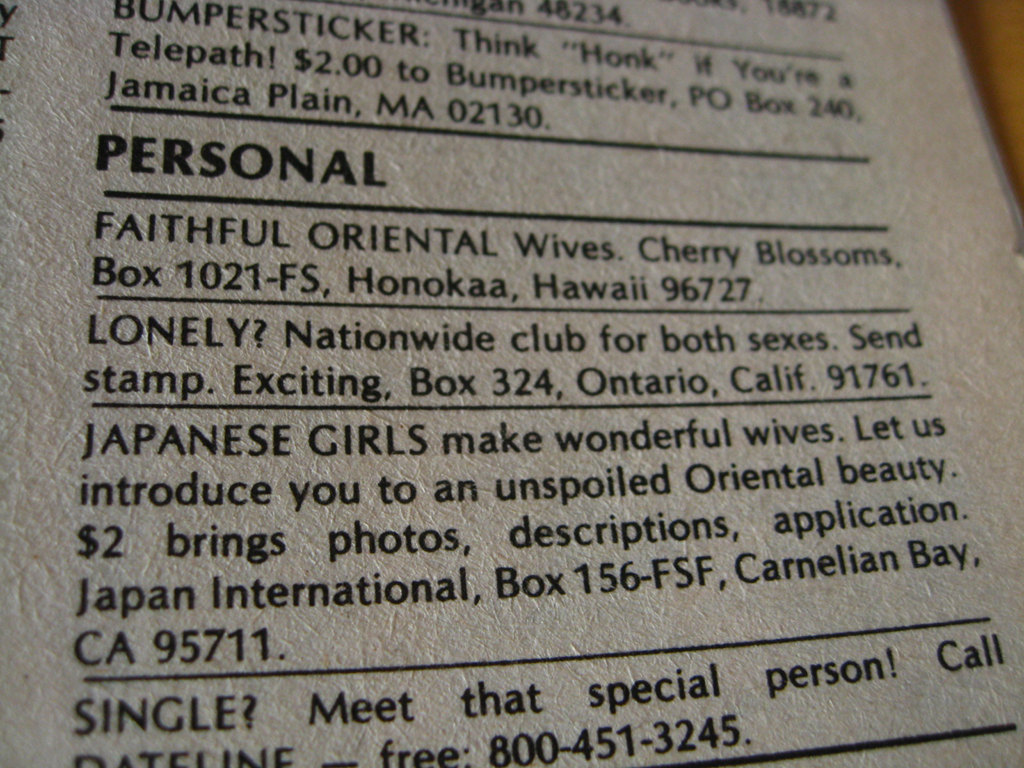 48234. 18872
BUMPERSTICKER: Think "Honk" if You're a
Telepath! $2.00 to Bumpersticker, PO Box 240,
Jamaica Plain, MA 02130.
PERSONAL
FAITHFUL ORIENTAL Wives. Cherry Blossoms,
Box 1021-FS, Honokaa, Hawaii 96727.
LONELY? Nationwide club for both sexes. Send
stamp. Exciting, Box 324, Ontario, Calif. 91761.
JAPANESE GIRLS make wonderful wives. Let us
introduce you to an unspoiled Oriental beauty.
$2 brings photos, descriptions, application.
Japan International, Box 156-FSF, Carnelian Bay,
CA 95711.
SINGLE? Meet that special person! Call
DATELINE — free: 800-451-3245.